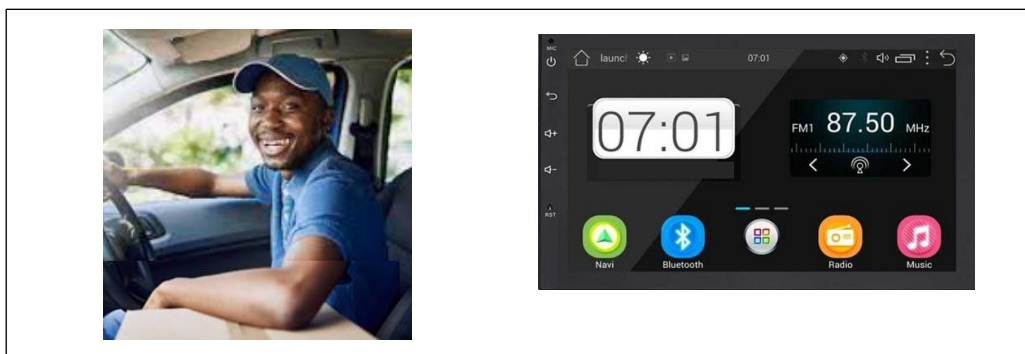 MIC
launcl
07:01
07:01
FM1 87.50 MHz
RST
Navi
Bluetooth
Radio
Music